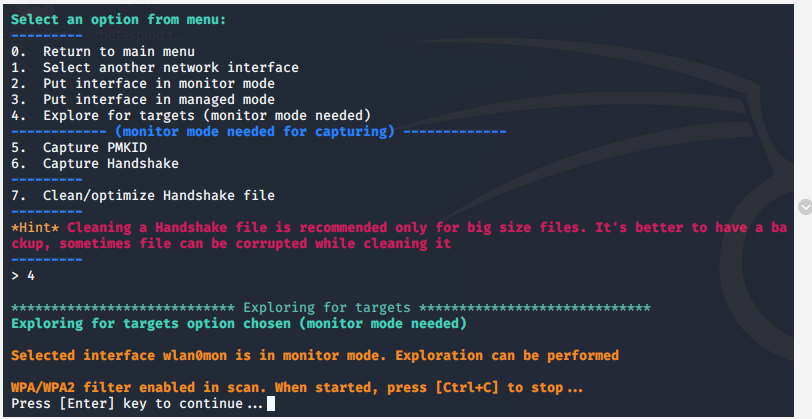 Select an option from menu:
---------
0.  Return to main menu
1.  Select another network interface
2.  Put interface in monitor mode
3.  Put interface in managed mode
4.  Explore for targets (monitor mode needed)
------------ (monitor mode needed for capturing) -------------
5.  Capture PMKID
6.  Capture Handshake
---------
7.  Clean/optimize Handshake file
---------
*Hint* Cleaning a Handshake file is recommended only for big size files. It's better to have a ba
ckup, sometimes file can be corrupted while cleaning it
---------
> 4
**************************** Exploring for targets *****************************
Exploring for targets option chosen (monitor mode needed)
Selected interface wlan0mon is in monitor mode. Exploration can be performed
WPA/WPA2 filter enabled in scan. When started, press [Ctrl+C] to stop...
Press [Enter] key to continue...